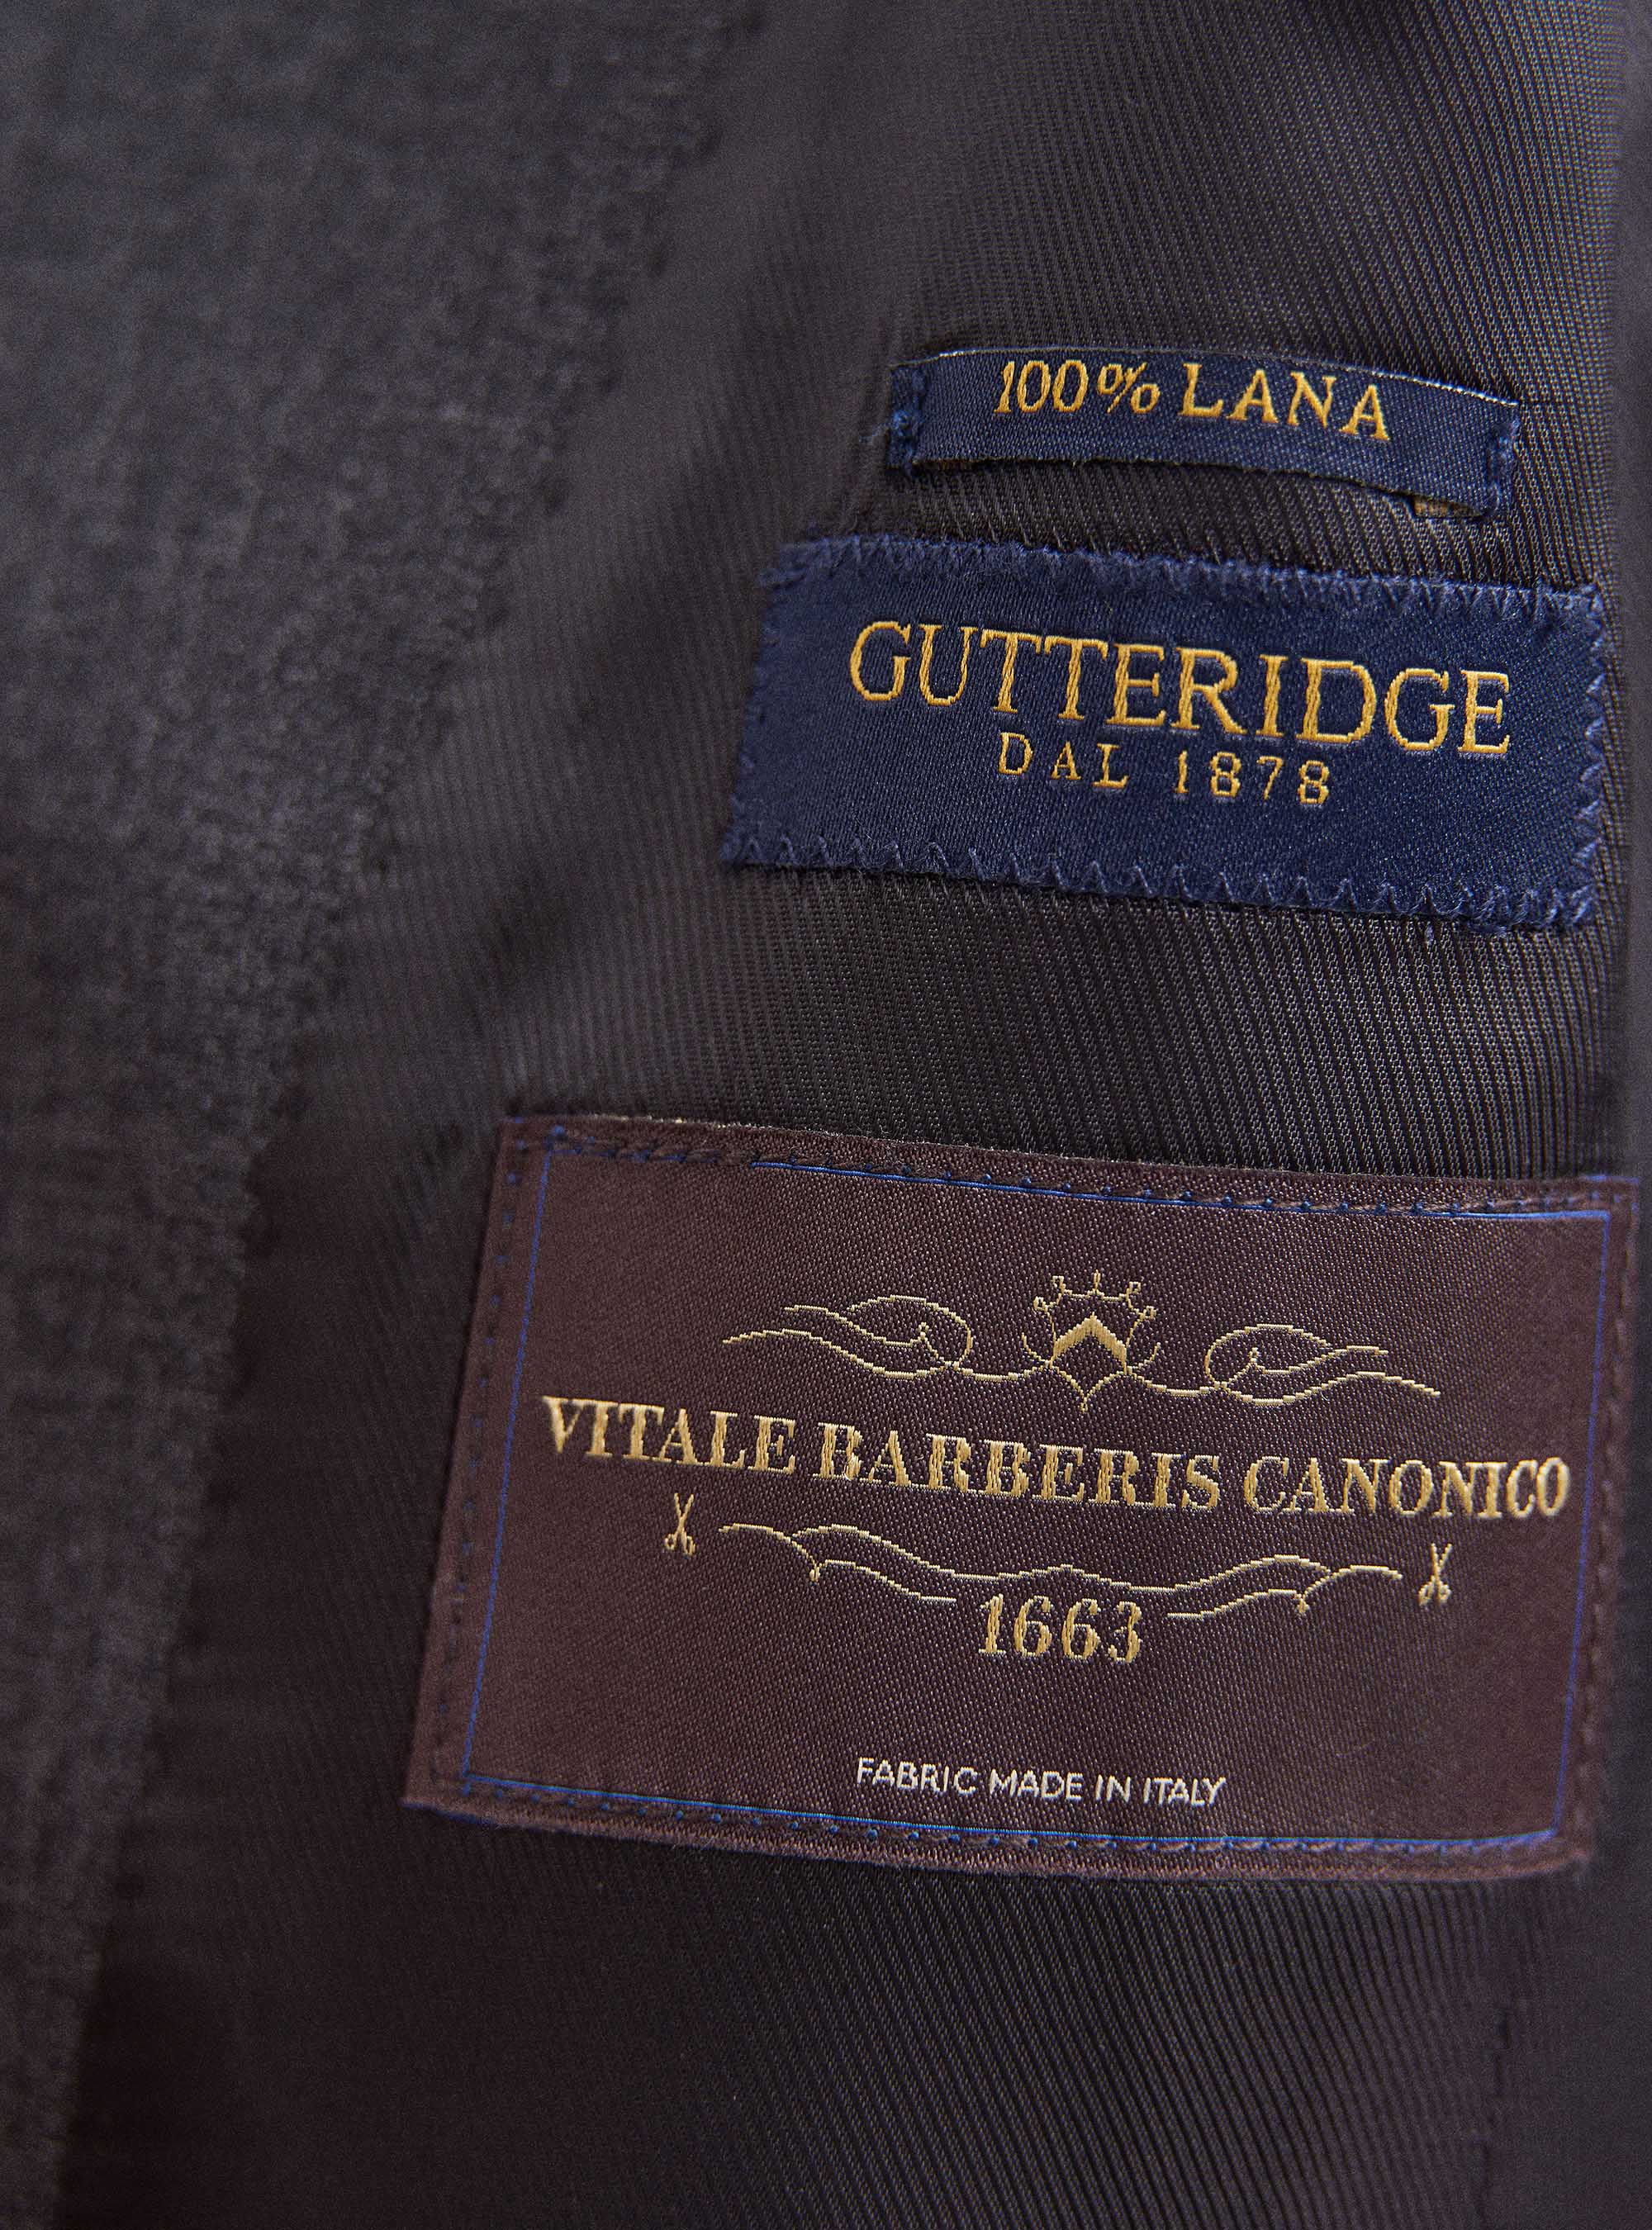 100% LANA
GUTTERIDGE
DAL 1878
VITALE BARBERIS CANONICO
1663
FABRIC MADE IN ITALY